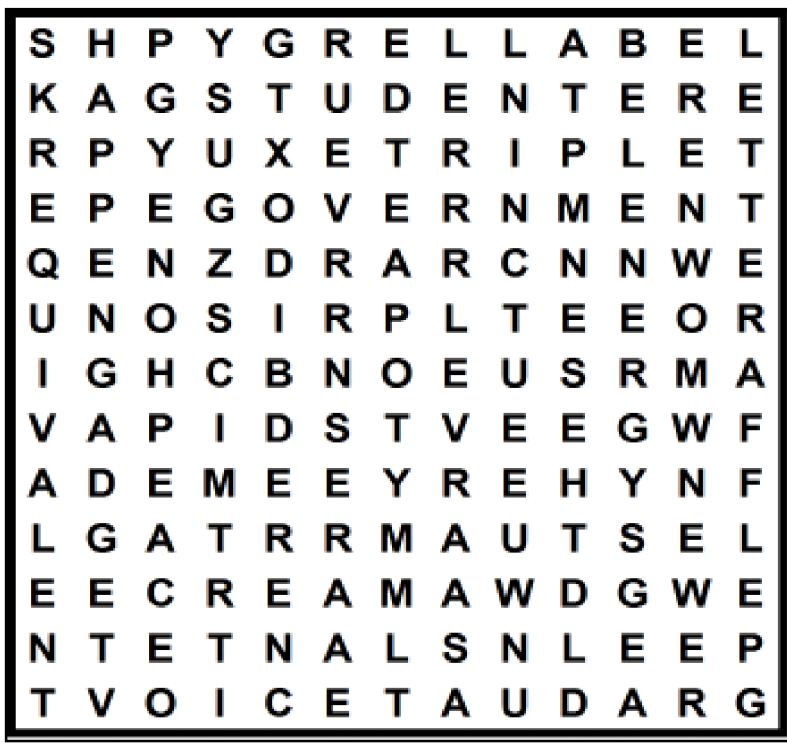 S H P Y G R E L L A B E L
K A G S T U D E N T E R E
R P Y U X E T R I P L E T
E P E G O V E R N M E N T
Q E N Z D R A R C N N W E
U N O S I R P L T E E O R
I G H C B N O E U S R M A
V A P I D S T V E E G W F
A D E M E E Y R E H Y N F
L G A T R R M A U T S E L
E E C R E A M A W D G W E
N T E T N A L S N L E E P
T V O I C E T A U D A R G